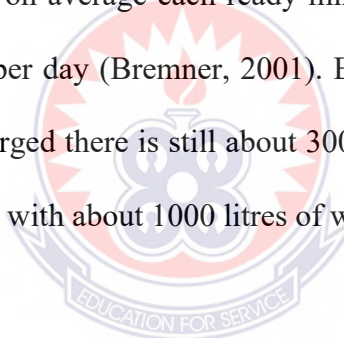 on average each ready
per day (Bremner, 2001).
there is still about 300
with about 1000 litres of
EDUCATION FOR SERVICE